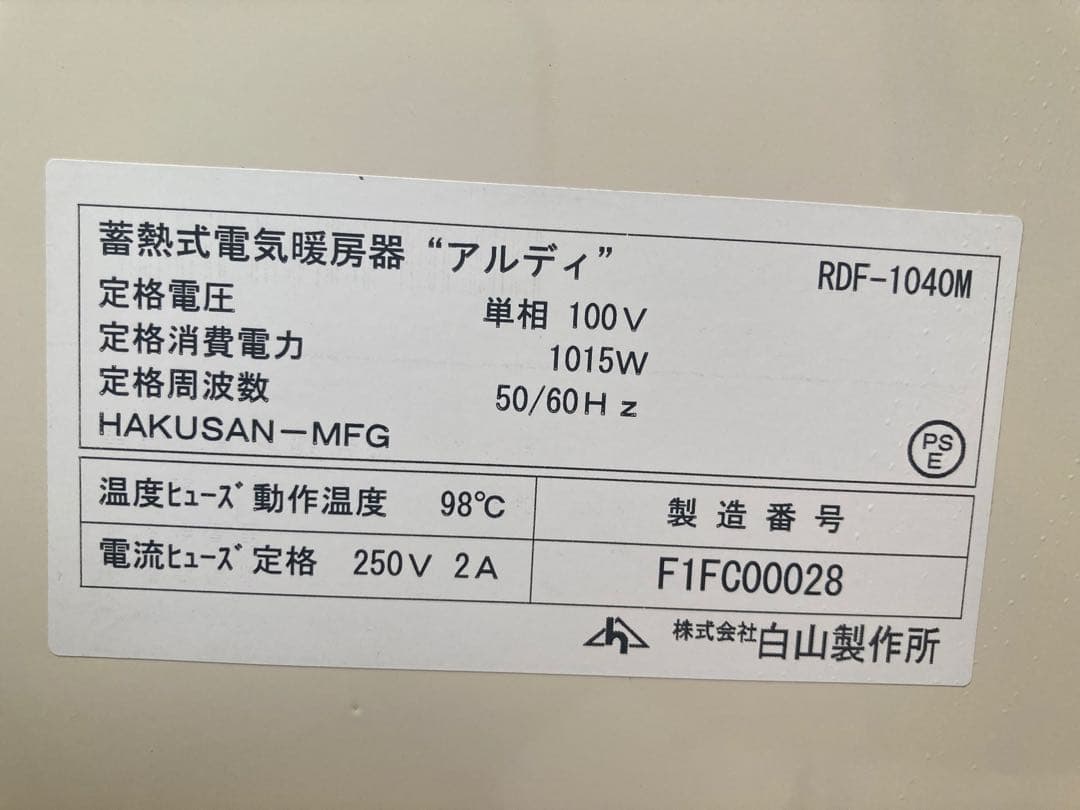 蓄熱式電気暖房器 “アルディ” RDF-1040M
定格電圧 単相 100V
定格消費電力 1015W
定格周波数 50/60Hz
HAKUSAN-MFG
PS
E
温度ﾋｭｰｽﾞ動作温度 98℃
製造番号
電流ﾋｭｰｽﾞ定格 250V 2A
F1FC00028
h 株式会社白山製作所